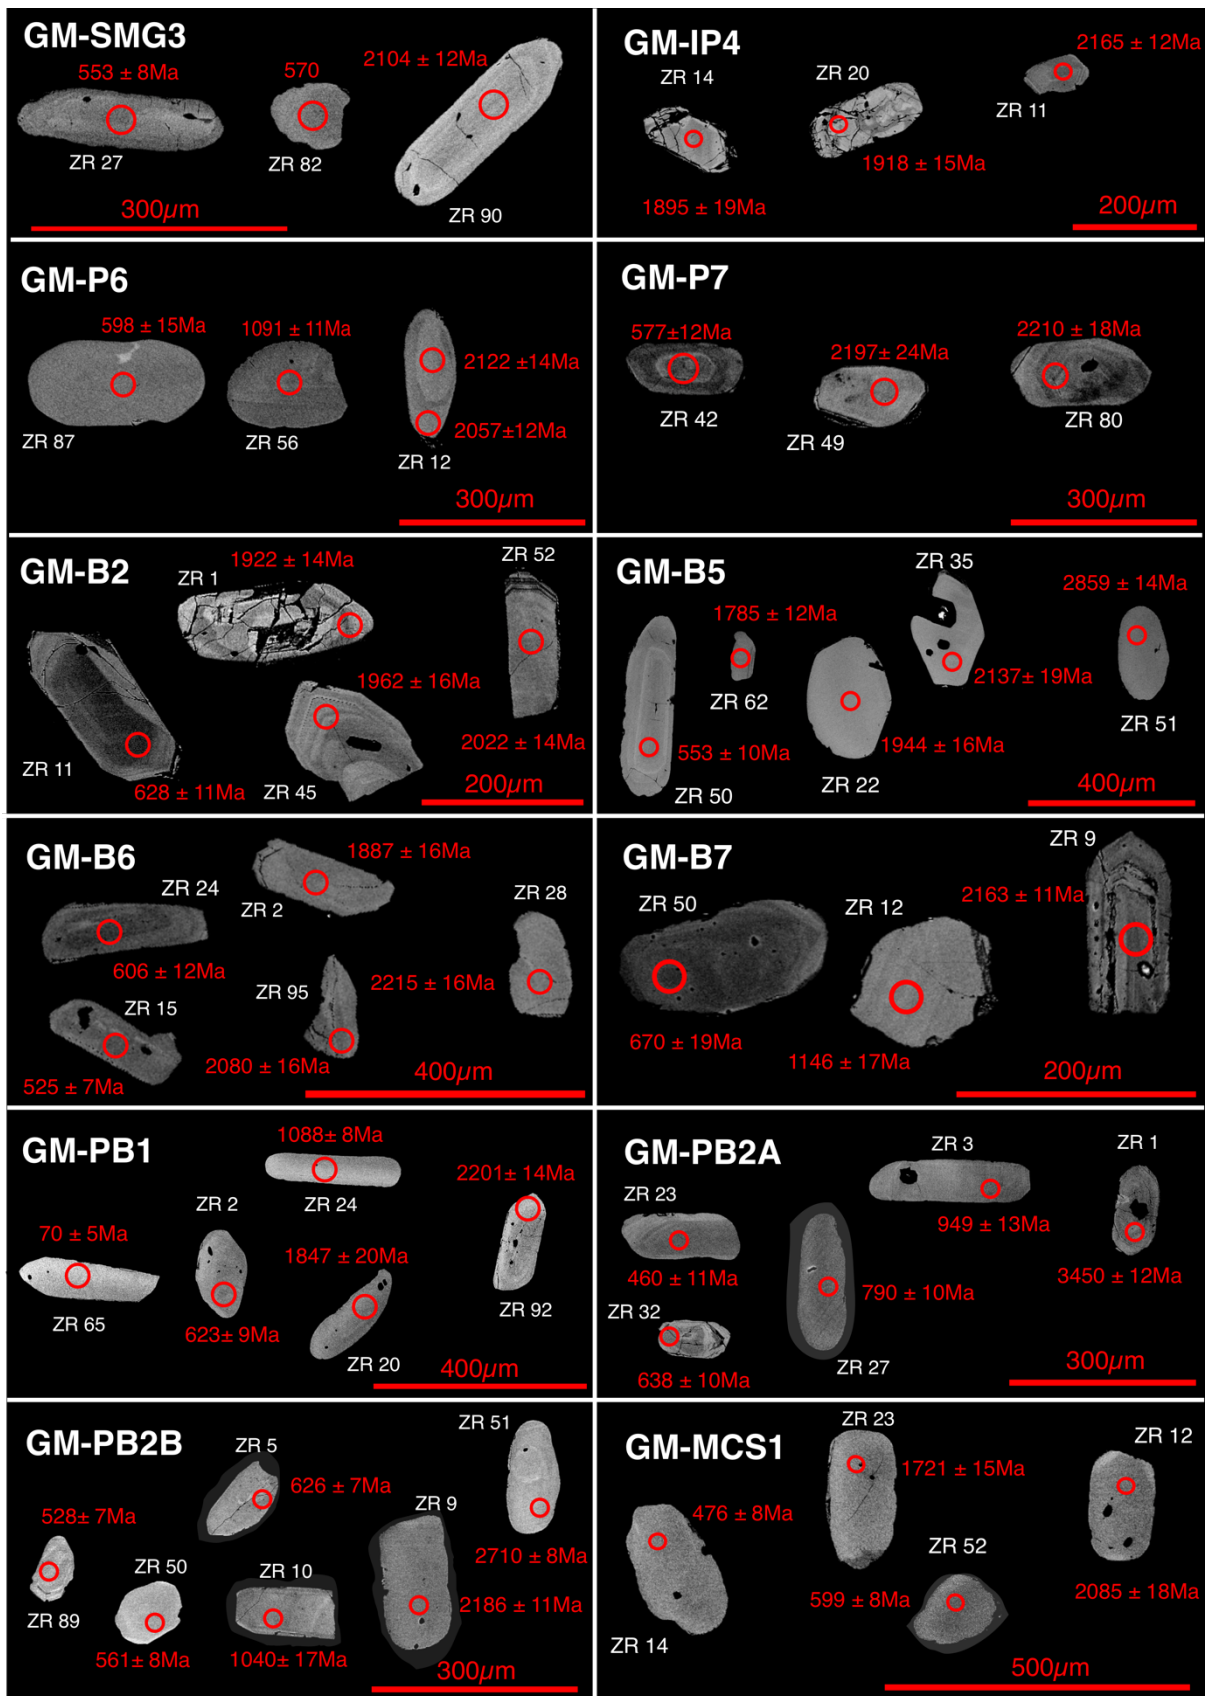 GM-SMG3
553 ± 8Ma
570
2104 ± 12Ma
ZR 27
ZR 82
ZR 90
300µm
GM-IP4
2165 ± 12Ma
ZR 14
ZR 20
ZR 11
1918 ± 15Ma
1895 ± 19Ma
200µm
GM-P6
598 ± 15Ma
1091 ± 11Ma
2122 ±14Ma
2057±12Ma
ZR 87
ZR 56
ZR 12
300µm
GM-P7
577±12Ma
2197± 24Ma
2210 ± 18Ma
ZR 42
ZR 49
ZR 80
300µm
GM-B2
1922 ± 14Ma
ZR 1
ZR 52
1962 ± 16Ma
2022 ± 14Ma
ZR 11
628 ± 11Ma
ZR 45
200µm
GM-B5
ZR 35
2859 ± 14Ma
1785 ± 12Ma
ZR 62
2137 ± 19Ma
ZR 51
553 ± 10Ma
1944 ± 16Ma
ZR 50
ZR 22
400µm
GM-B6
1887 ± 16Ma
ZR 24
ZR 2
ZR 28
606 ± 12Ma
ZR 95
2215 ± 16Ma
ZR 15
525 ± 7Ma
2080 ± 16Ma
400µm
GM-B7
ZR 9
ZR 50
ZR 12
2163 ± 11Ma
670 ± 19Ma
1146 ± 17Ma
200µm
GM-PB1
1088± 8Ma
2201± 14Ma
ZR 2
ZR 24
70 ± 5Ma
1847 ± 20Ma
ZR 65
623± 9Ma
ZR 20
ZR 92
400µm
GM-PB2A
ZR 3
ZR 1
ZR 23
949 ± 13Ma
460 ± 11Ma
3450 ± 12Ma
790 ± 10Ma
ZR 32
638 ± 10Ma
ZR 27
300µm
GM-PB2B
ZR 51
ZR 5
626 ± 7Ma
ZR 9
528± 7Ma
ZR 50
ZR 10
2710 ± 8Ma
2186 ± 11Ma
ZR 89
561± 8Ma
1040± 17Ma
300µm
GM-MCS1
ZR 23
ZR 12
1721 ± 15Ma
476 ± 8Ma
ZR 52
599 ± 8Ma
2085 ± 18Ma
ZR 14
500µm